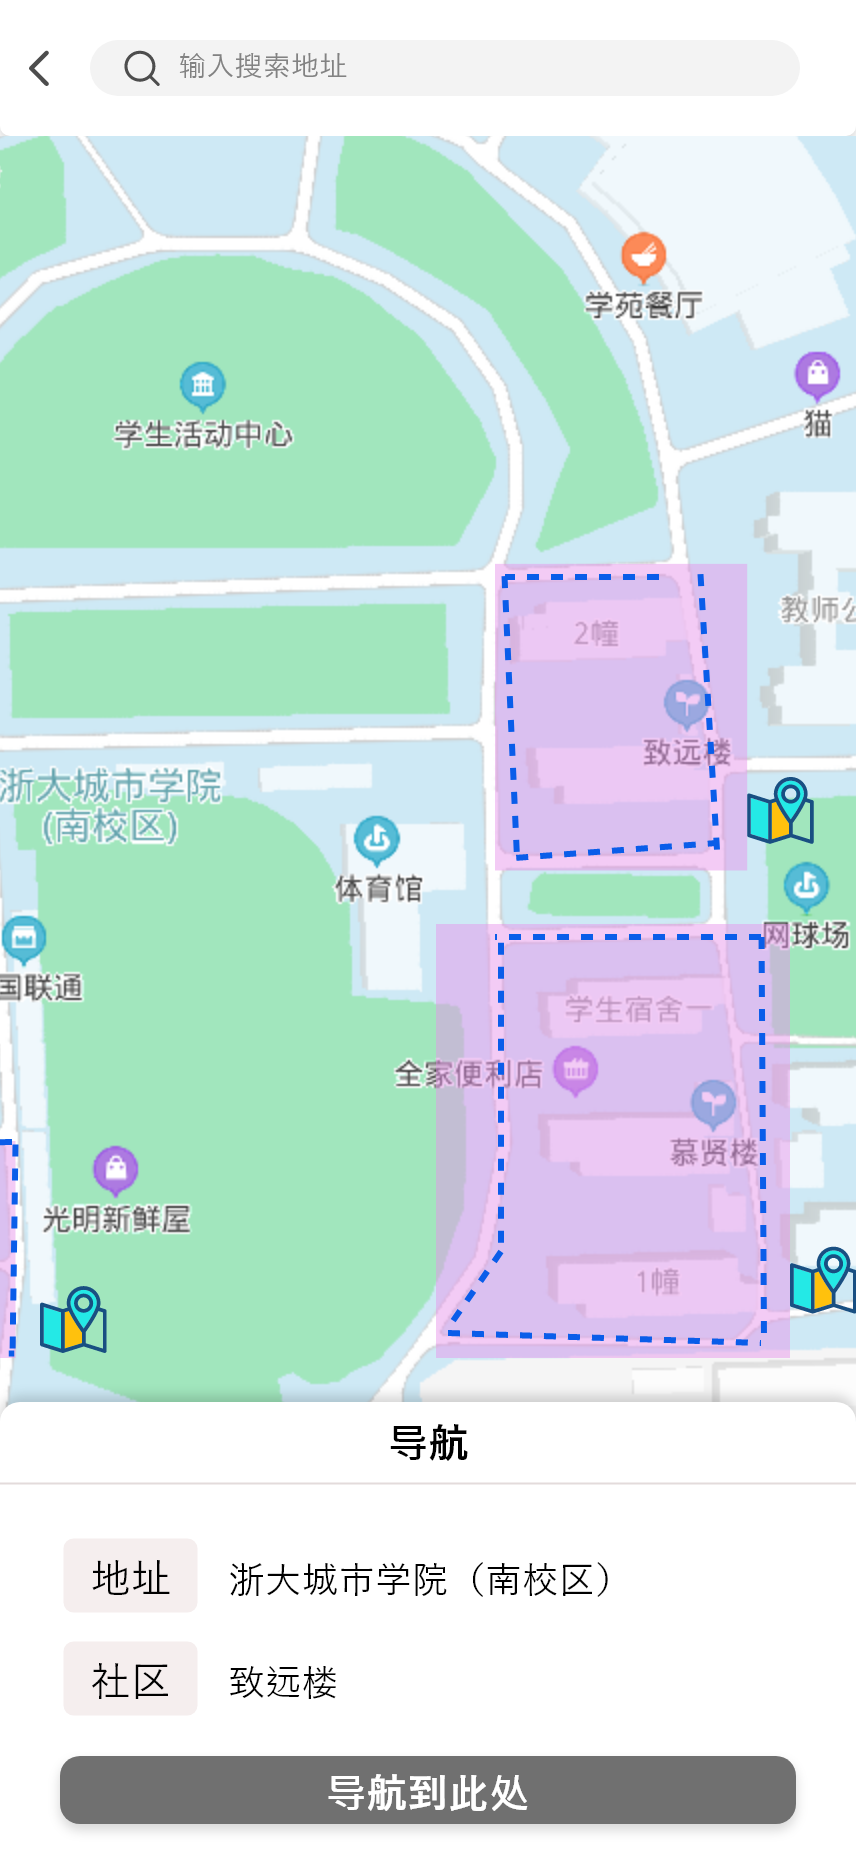 输入搜索地址
学苑餐厅
猫
学生活动中心
教师公
2幢
致远楼
浙大城市学院
(南校区)
体育馆
网球场
国联通
学生宿舍一
全家便利店
慕贤楼
光明新鲜屋
1幢
导航
地址 浙大城市学院（南校区）
社区 致远楼
导航到此处